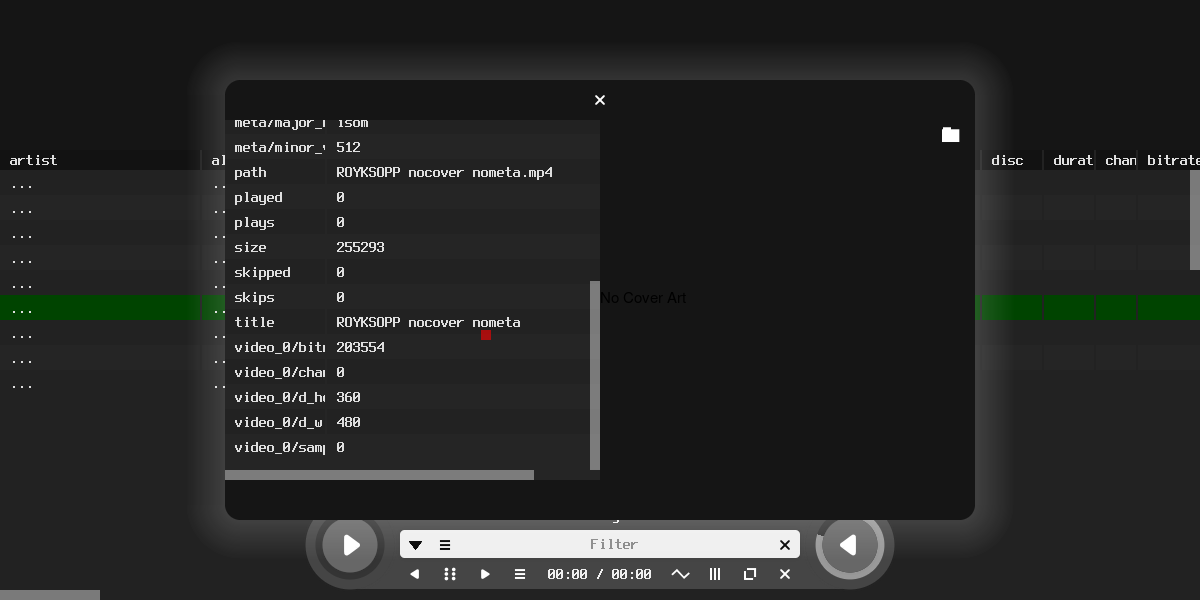 artist al disc durat chan bitrate
meta/major_ isom
meta/minor_ 512
path ROYKSOPP nocover nometa.mp4
... ..
played 0
... ..
plays 0
... ..
size 255293
... ..
skipped 0
... ..
skips 0
No Cover Art
... ..
title ROYKSOPP nocover nometa
... ..
video_0/bit 203554
... ..
video_0/cha 0
... ..
video_0/d_h 360
video_0/d_w 480
video_0/sam 0
Filter
00:00 / 00:00